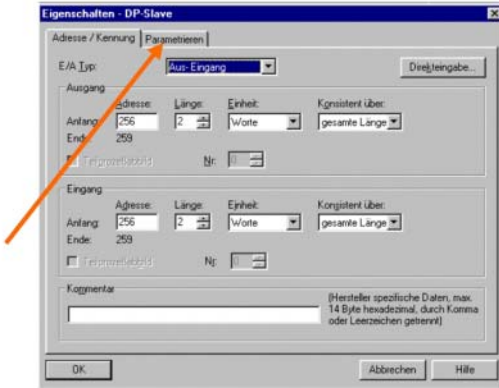 Eigenschaften - DP-Slave
Adresse / Kennung Parametrieren
E/A Typ: Aus- Eingang Direkteingabe...
Ausgang
Adresse: Länge: Einheit: Konsistent über:
Anfang: 256 2 Worte gesamte Länge
Ende: 259
Teilprozeßabbild Nr. 0
Eingang
Adresse: Länge: Einheit: Konsistent über:
Anfang: 256 2 Worte gesamte Länge
Ende: 259
Teilprozeßabbild Nr. 0
Kommentar
(Hersteller spezifische Daten, max.
14 Byte hexadezimal, durch Komma
oder Leerzeichen getrennt)
OK Abbrechen Hilfe